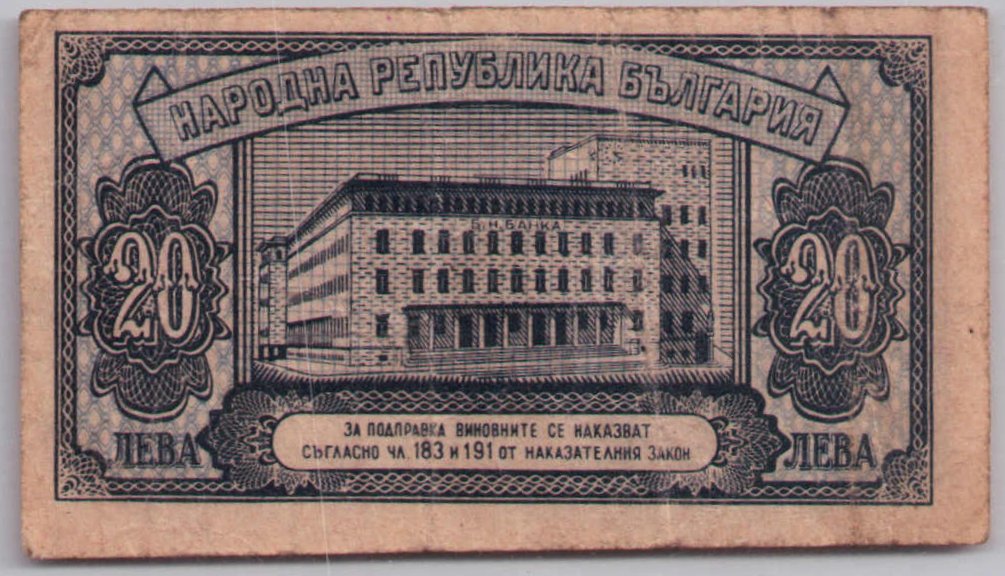 НАРОДНА РЕПУБЛИКА БЪЛГАРИЯ
Б.Н.БАНКА
20
20
ЛЕВА
ЛЕВА
ЗА ПОДПРАВКА ВИНОВНИТЕ СЕ НАКАЗВАТ
СЪГЛАСНО ЧЛ. 183 И 191 ОТ НАКАЗАТЕЛНИЯ ЗАКОН